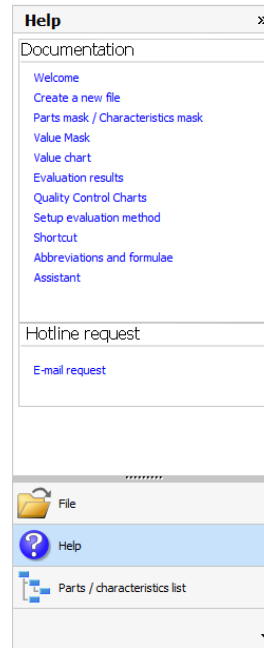 Help »
Documentation
Welcome
Create a new file
Parts mask / Characteristics mask
Value Mask
Value chart
Evaluation results
Quality Control Charts
Setup evaluation method
Shortcut
Abbreviations and formulae
Assistant
Hotline request
E-mail request
File
Help
Parts / characteristics list